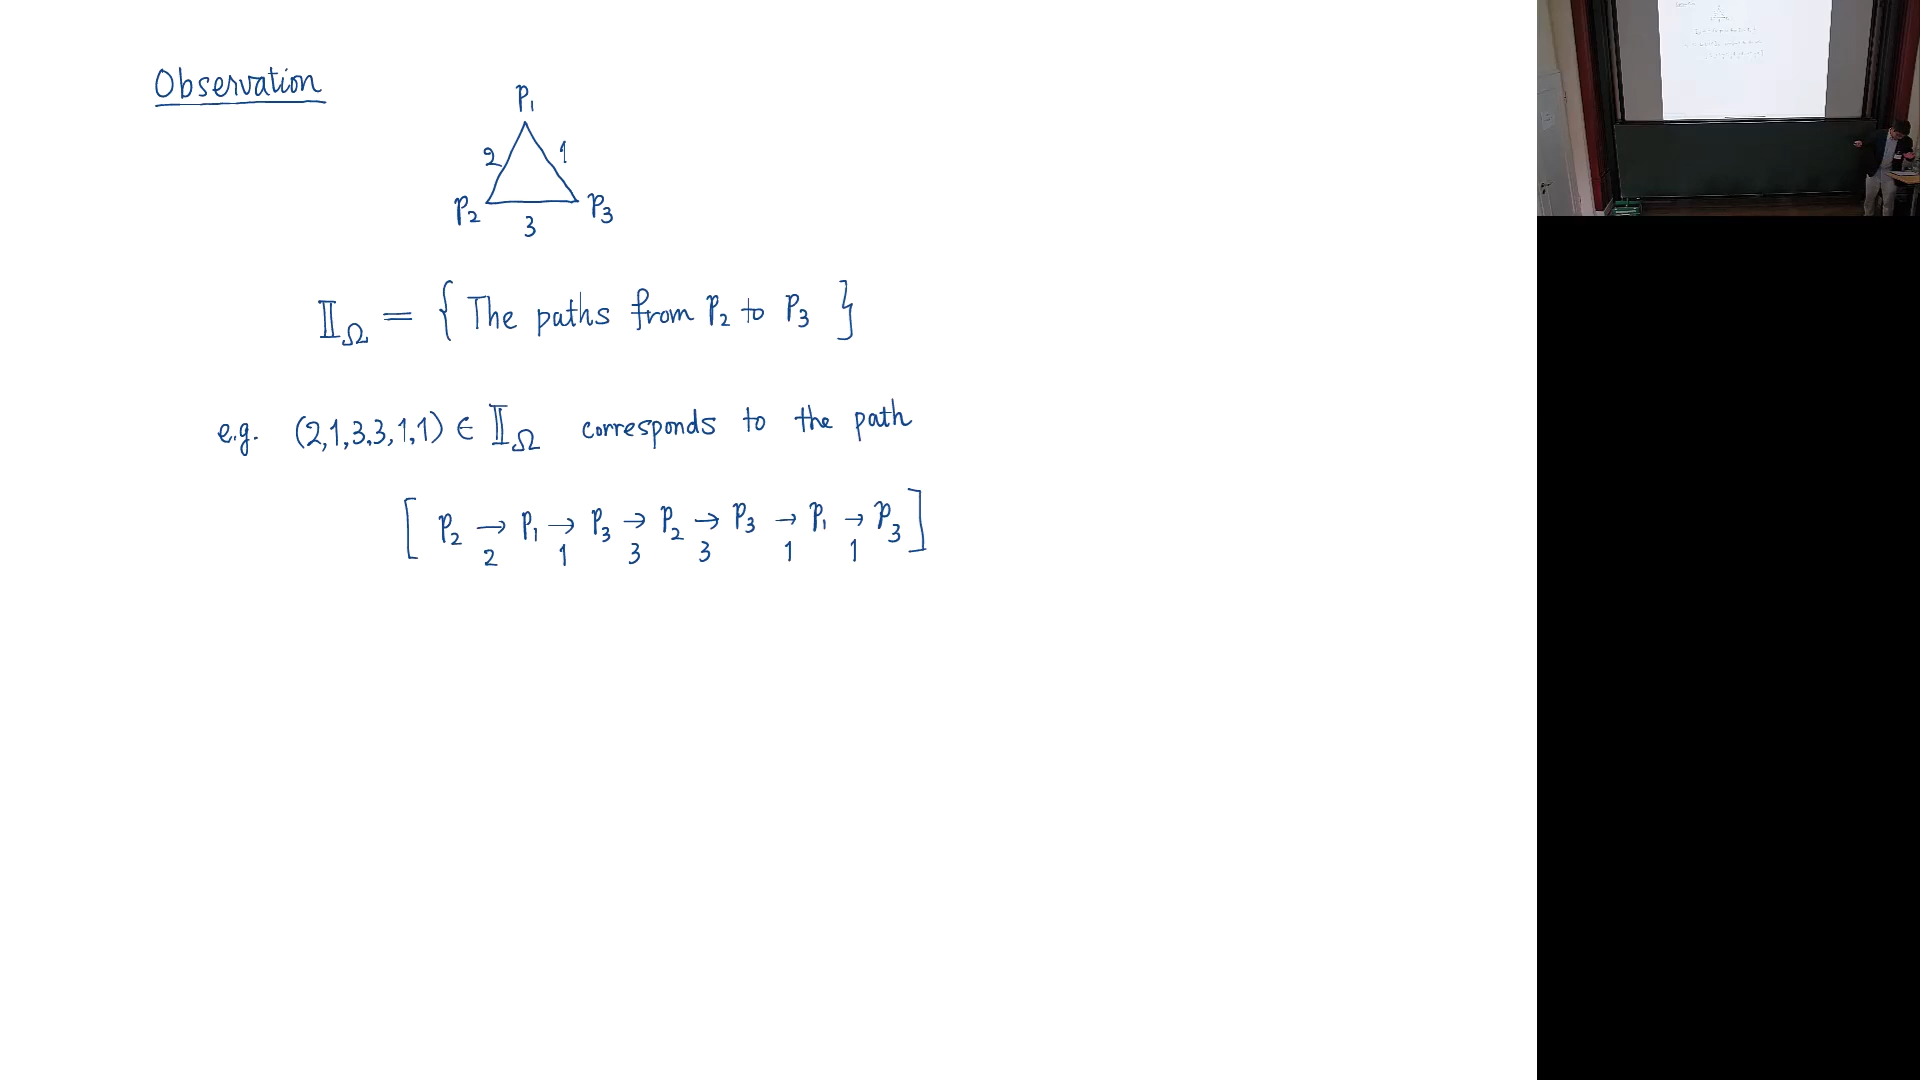 Observation
P₁
2 1
P₂ P₃
3
𝕀_Ω = { The paths from P₂ to P₃ }
e.g. (2,1,3,3,1,1) ∈ 𝕀_Ω corresponds to the path
[ P₂ → P₁ → P₃ → P₂ → P₃ → P₁ → P₃ ]
2 1 3 3 1 1